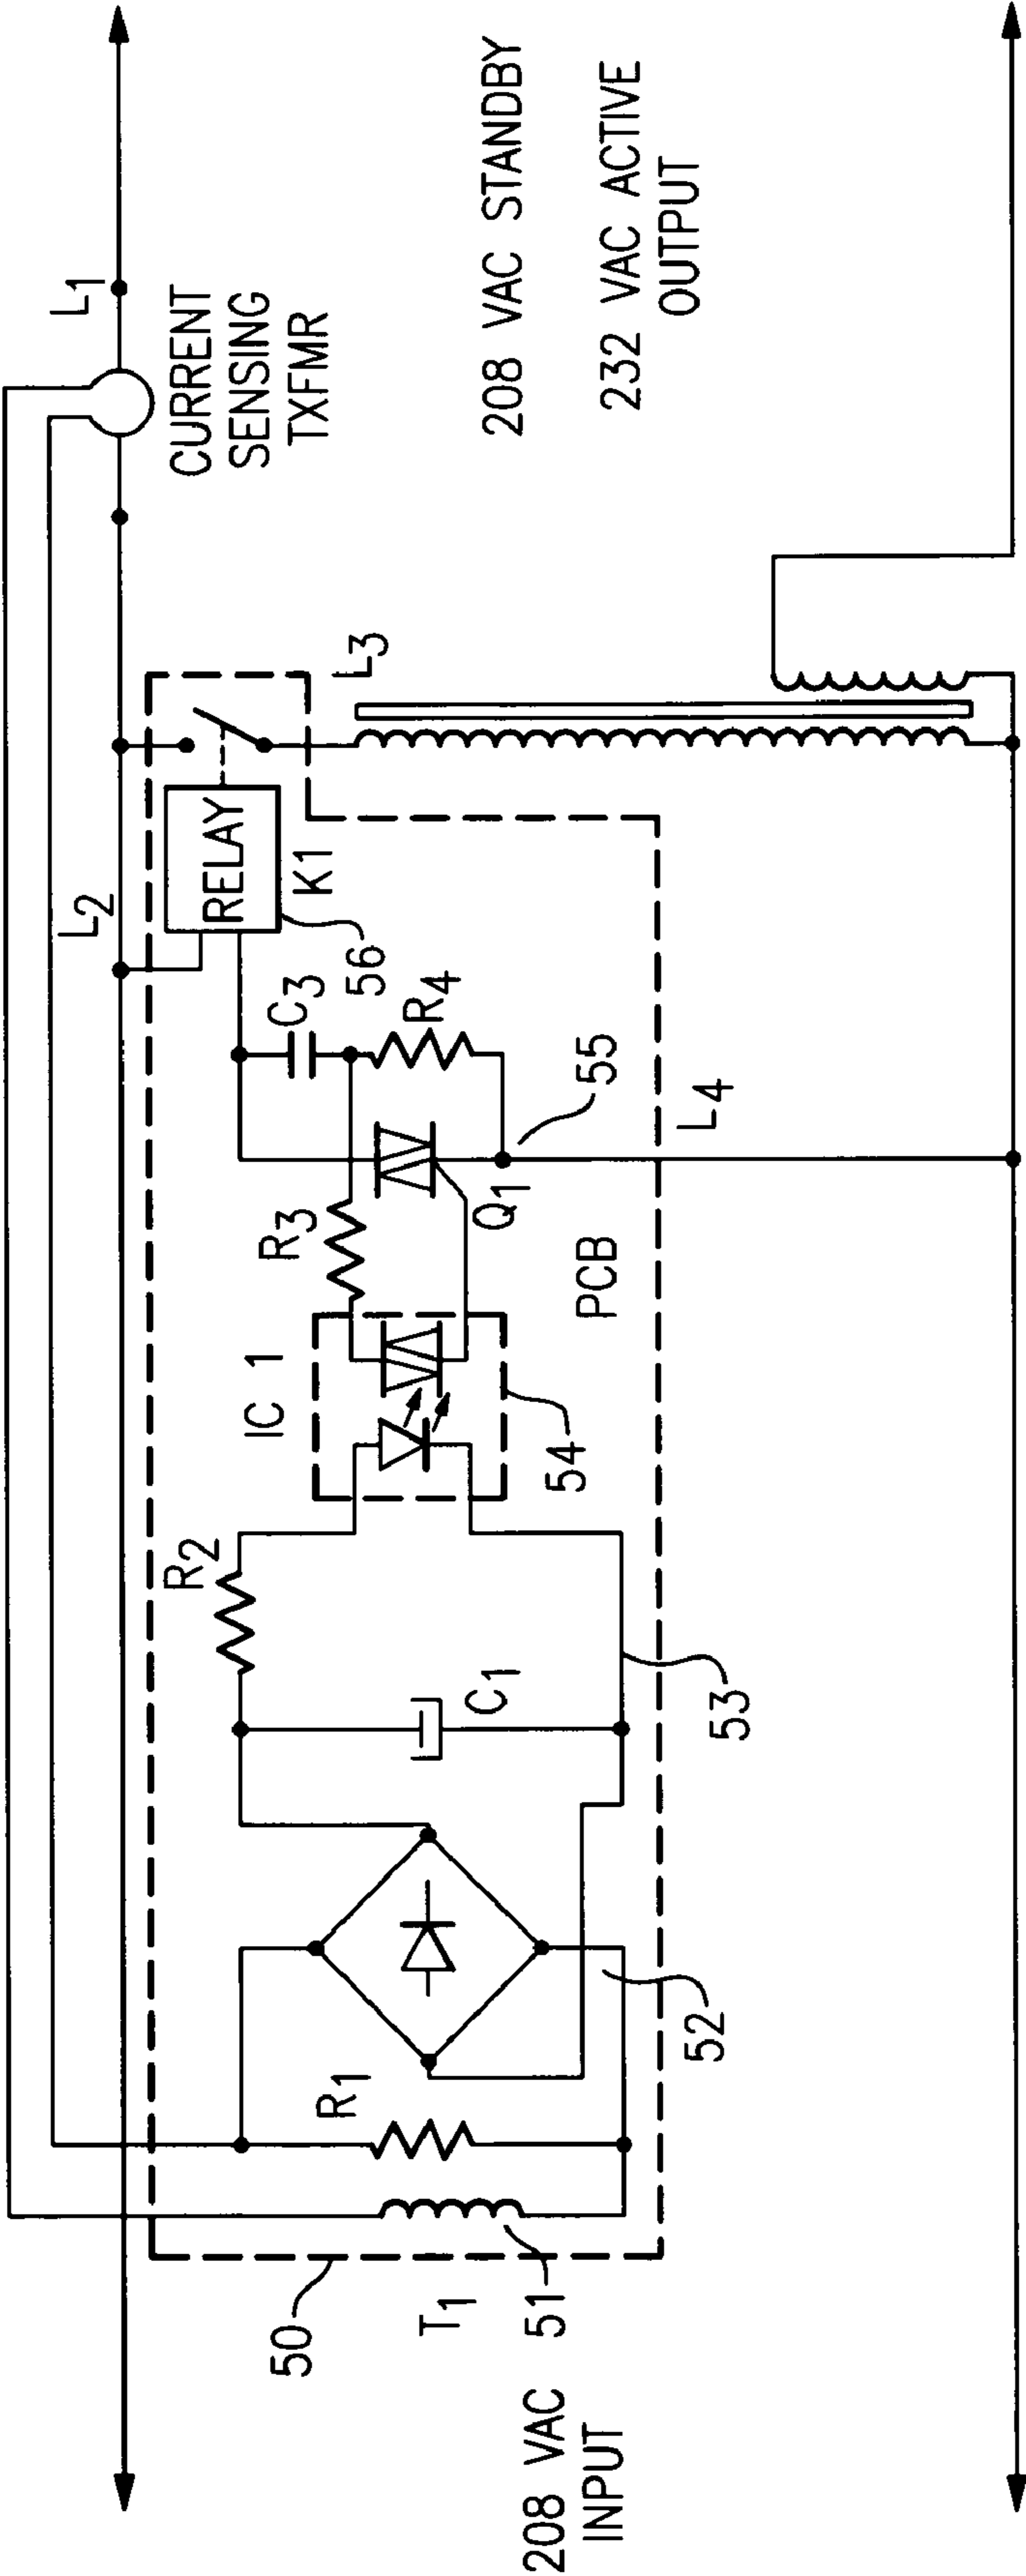 L1
CURRENT
SENSING
TXFMR
208 VAC STANDBY
232 VAC ACTIVE
OUTPUT
L2
L3
RELAY
K1
56
C3
R4
55
L4
R3
Q1
PCB
IC 1
54
R2
C1
53
52
R1
50
T1
51
208 VAC
INPUT